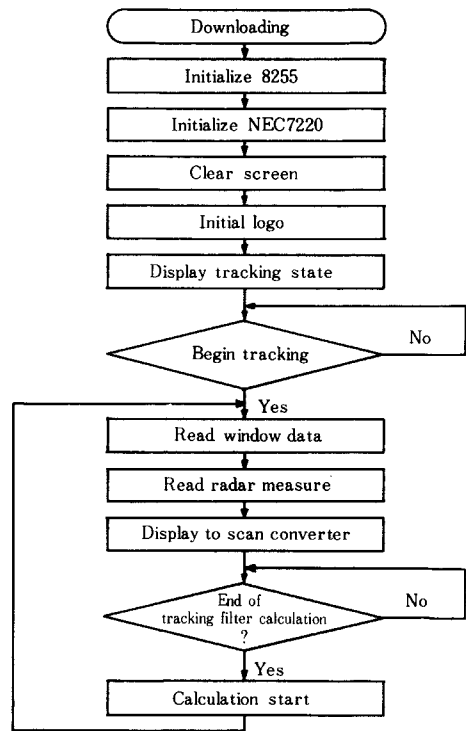 Downloading
Initialize 8255
Initialize NEC7220
Clear screen
Initial logo
Display tracking state
No
Begin tracking
Yes
Read window data
Read radar measure
Display to scan converter
End of
tracking filter calculation
?
No
Yes
Calculation start